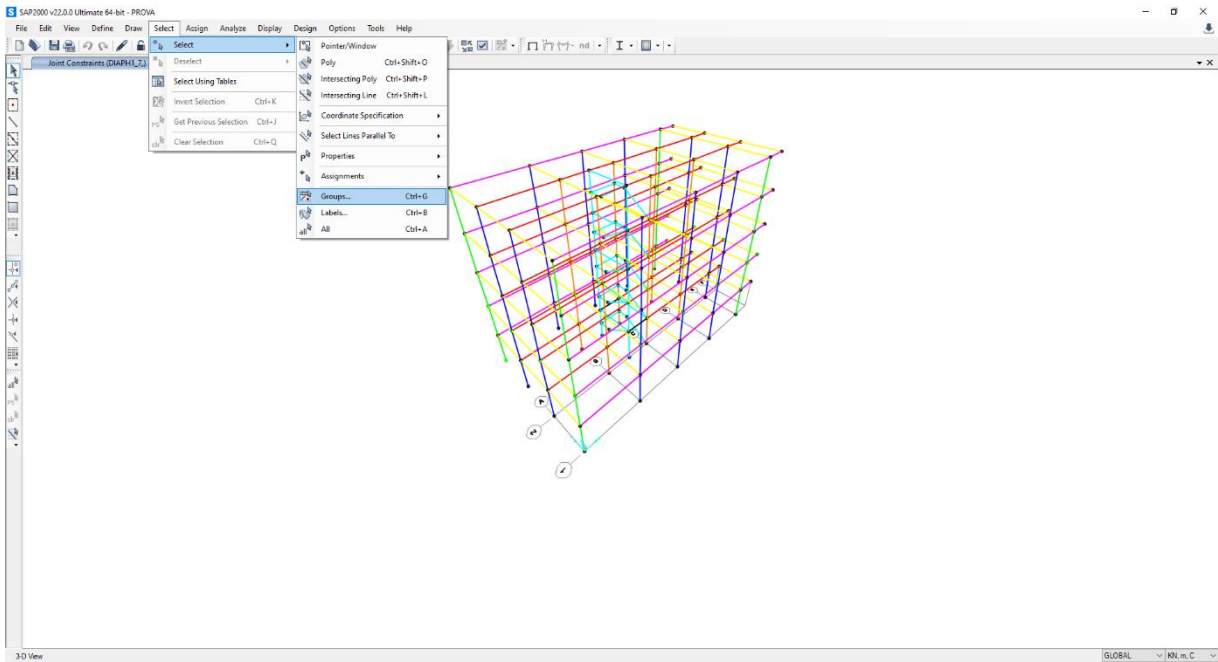 SAP2000 v22.0.0 Ultimate 64-bit - PROVA
File Edit View Define Draw Select Assign Analyze Display Design Options Tools Help
nd
Joint Constraints (DIAPH1_7,)
Select
Deselect
Select Using Tables
Invert Selection Ctrl+K
Get Previous Selection Ctrl+J
Clear Selection Ctrl+Q
Pointer/Window
Poly Ctrl+Shift+O
Intersecting Poly Ctrl+Shift+P
Intersecting Line Ctrl+Shift+L
Coordinate Specification
Select Lines Parallel To
Properties
Assignments
Groups... Ctrl+G
Labels... Ctrl+B
All Ctrl+A
3-D View
GLOBAL
KN, m, C